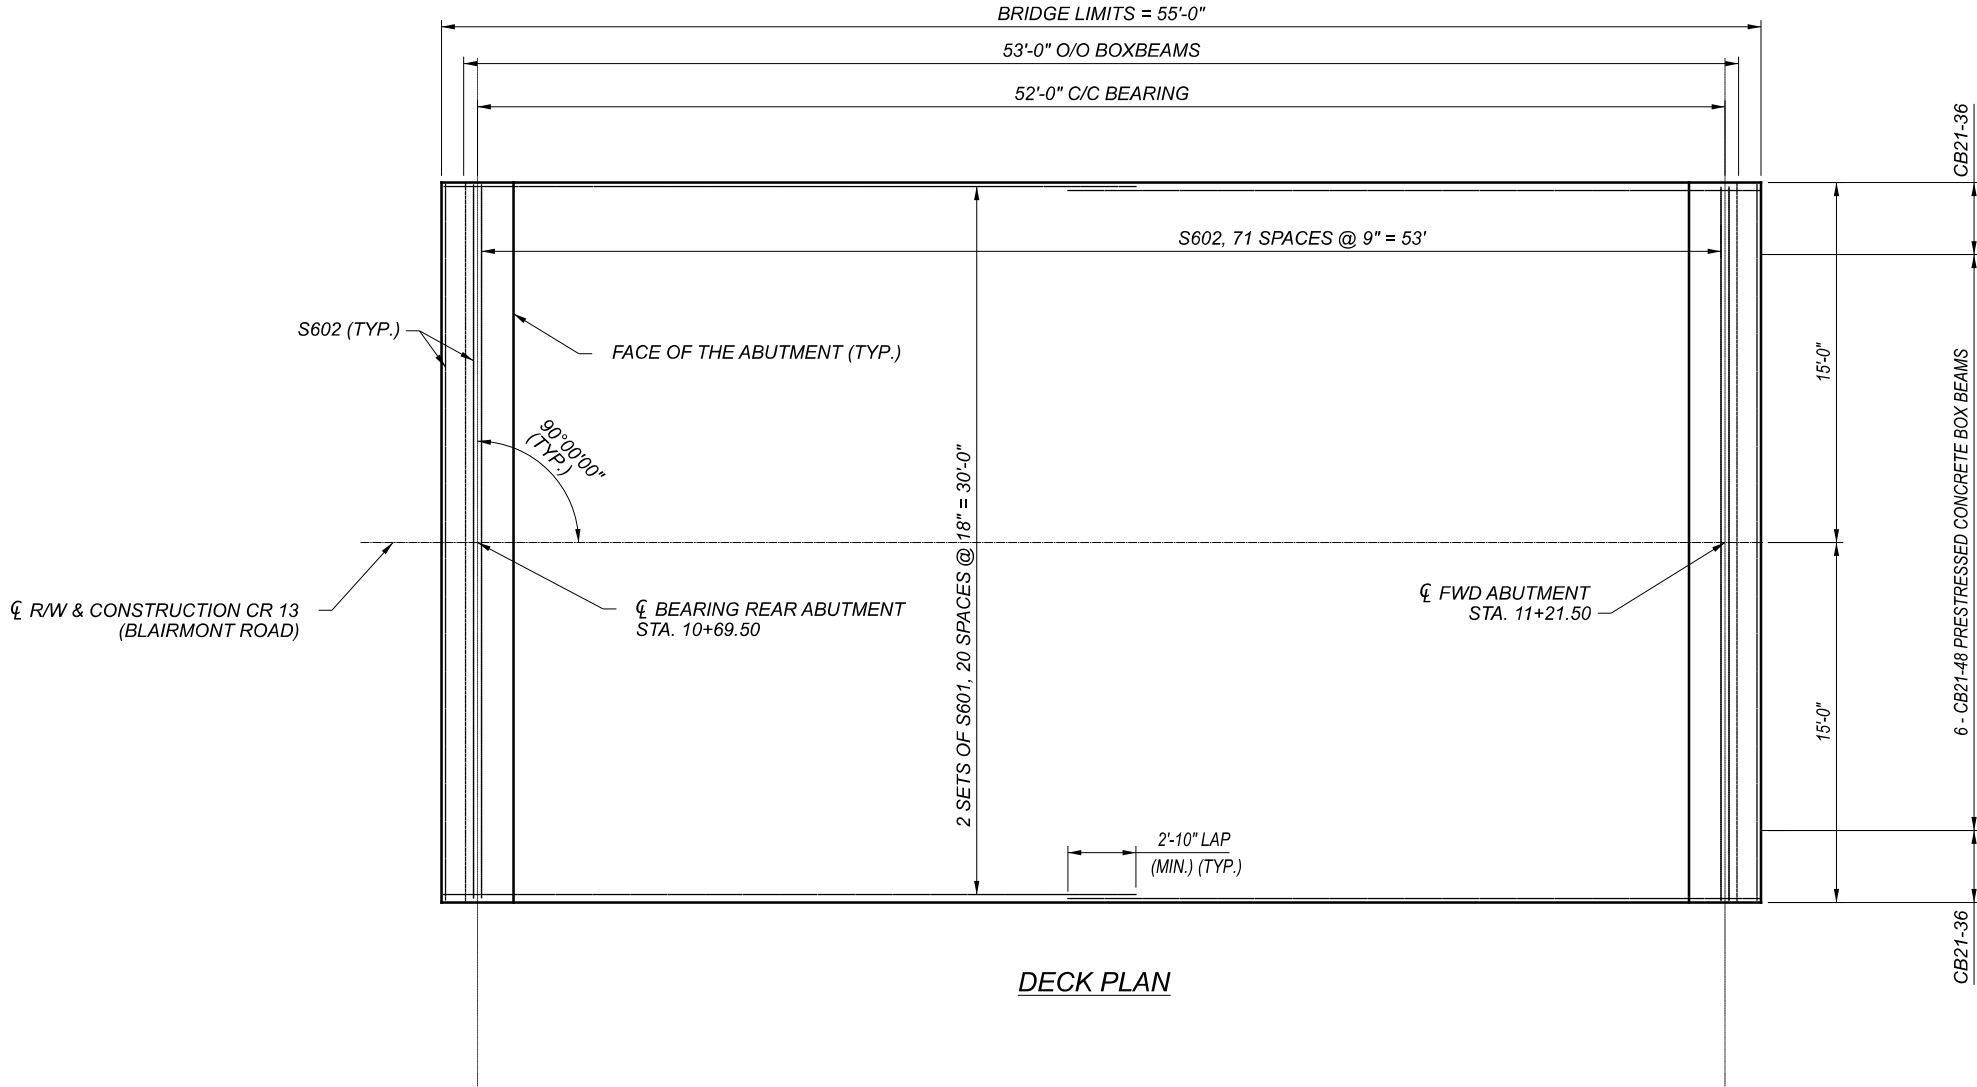 BRIDGE LIMITS = 55'-0"
53'-0" O/O BOXBEAMS
52'-0" C/C BEARING
CB21-36
S602, 71 SPACES @ 9" = 53'
S602 (TYP.)
FACE OF THE ABUTMENT (TYP.)
15'-0"
90°00'00"
(TYP.)
6 - CB21-48 PRESTRESSED CONCRETE BOX BEAMS
2 SETS OF S601, 20 SPACES @ 18" = 30'-0"
℄ R/W & CONSTRUCTION CR 13
(BLAIRMONT ROAD)
℄ BEARING REAR ABUTMENT
STA. 10+69.50
℄ FWD ABUTMENT
STA. 11+21.50
15'-0"
2'-10" LAP
(MIN.) (TYP.)
CB21-36
DECK PLAN